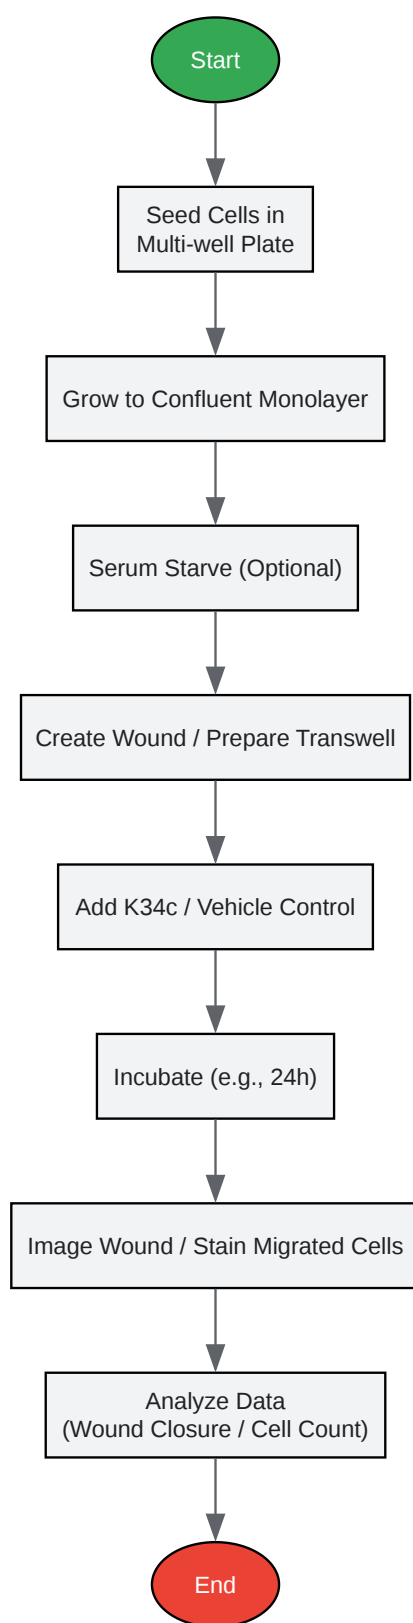 Start
Seed Cells in
Multi-well Plate
Grow to Confluent Monolayer
Serum Starve (Optional)
Create Wound / Prepare Transwell
Add K34c / Vehicle Control
Incubate (e.g., 24h)
Image Wound / Stain Migrated Cells
Analyze Data
(Wound Closure / Cell Count)
End